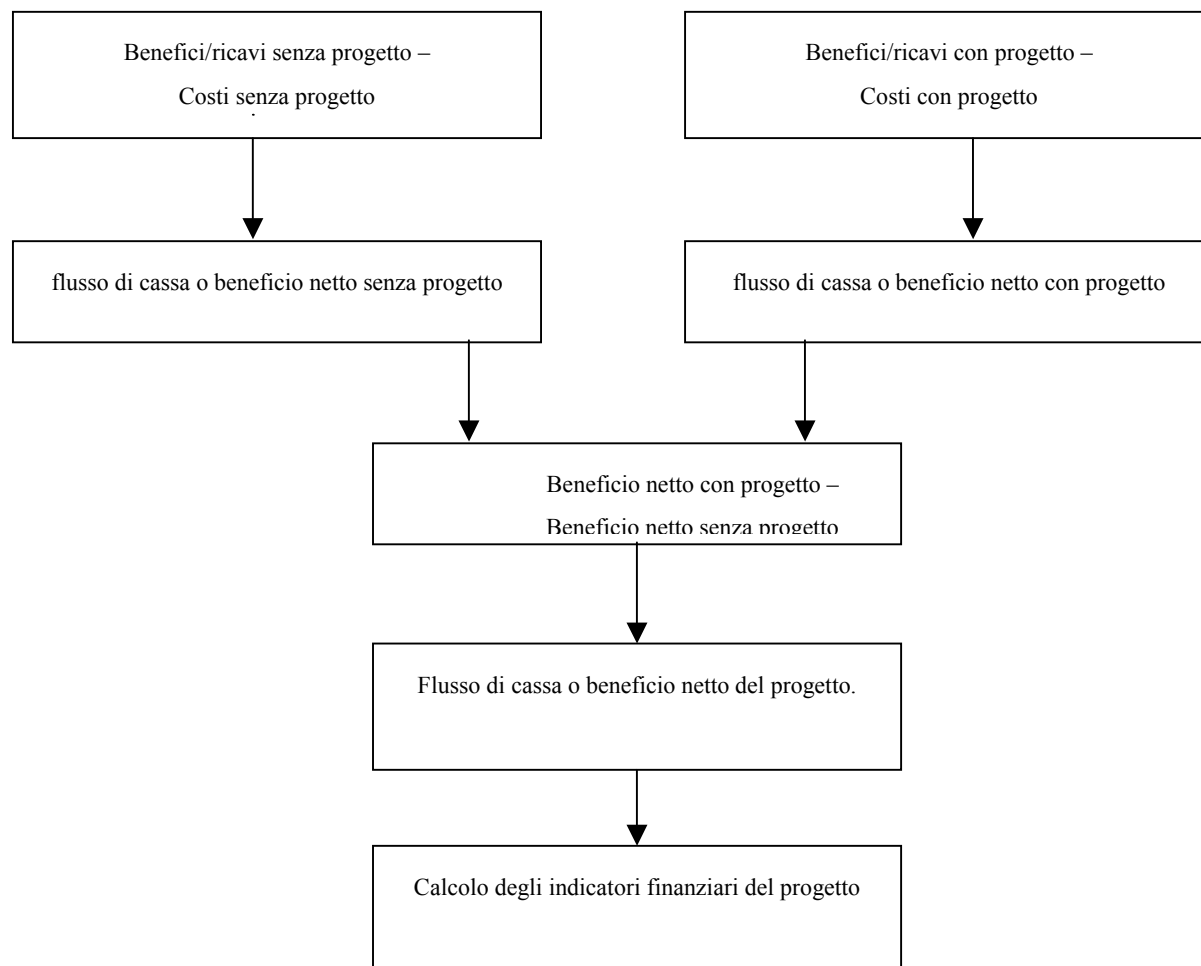 Benefici/ricavi senza progetto –
Costi senza progetto
Benefici/ricavi con progetto –
Costi con progetto
flusso di cassa o beneficio netto senza progetto
flusso di cassa o beneficio netto con progetto
Beneficio netto con progetto –
Beneficio netto senza progetto
Flusso di cassa o beneficio netto del progetto.
Calcolo degli indicatori finanziari del progetto